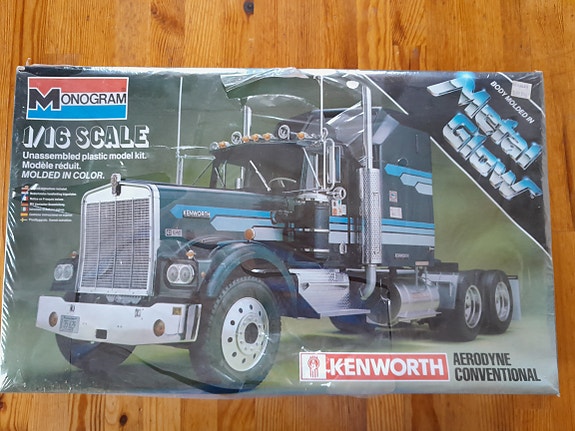 MONOGRAM
1/16 SCALE
Unassembled plastic model kit.
Modèle réduit.
MOLDED IN COLOR.
BODY MOLDED IN
Metal
Glow
KENWORTH
KENWORTH
KENWORTH
AERODYNE
CONVENTIONAL